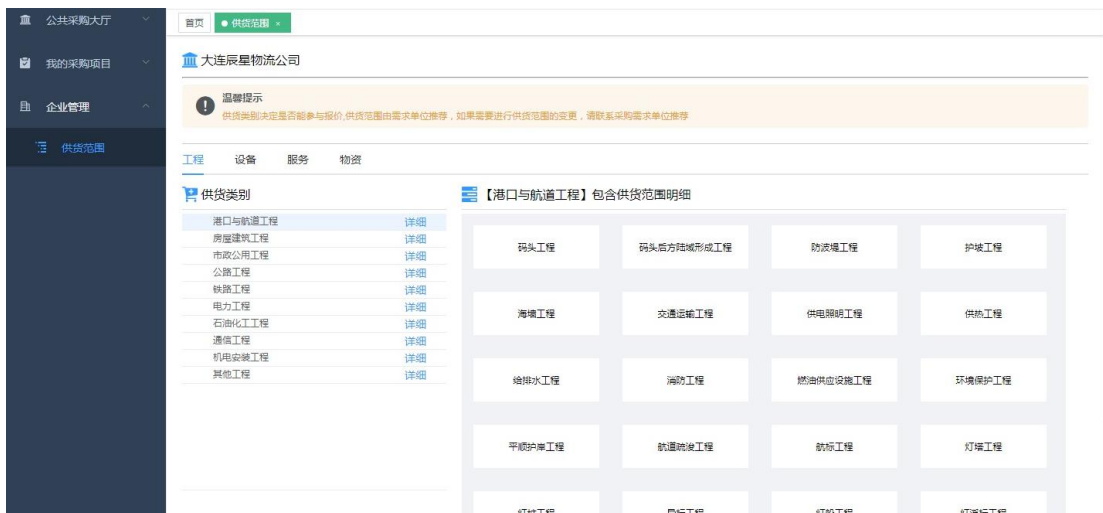 公共采购大厅
我的采购项目
企业管理
供货范围
首页 供货范围 ×
大连辰星物流公司
温馨提示
供货类别决定是否能参与报价,供货范围由需求单位推荐，如果需要进行供货范围的变更，请联系采购需求单位推荐
工程 设备 服务 物资
供货类别
港口与航道工程 详细
房屋建筑工程 详细
市政公用工程 详细
公路工程 详细
铁路工程 详细
电力工程 详细
石油化工工程 详细
通信工程 详细
机电安装工程 详细
其他工程 详细
【港口与航道工程】包含供货范围明细
码头工程 码头后方陆域形成工程 防波堤工程 护坡工程
海墙工程 交通运输工程 供电照明工程 供热工程
给排水工程 消防工程 燃油供应设施工程 环境保护工程
平顺护岸工程 航道疏浚工程 航标工程 灯塔工程